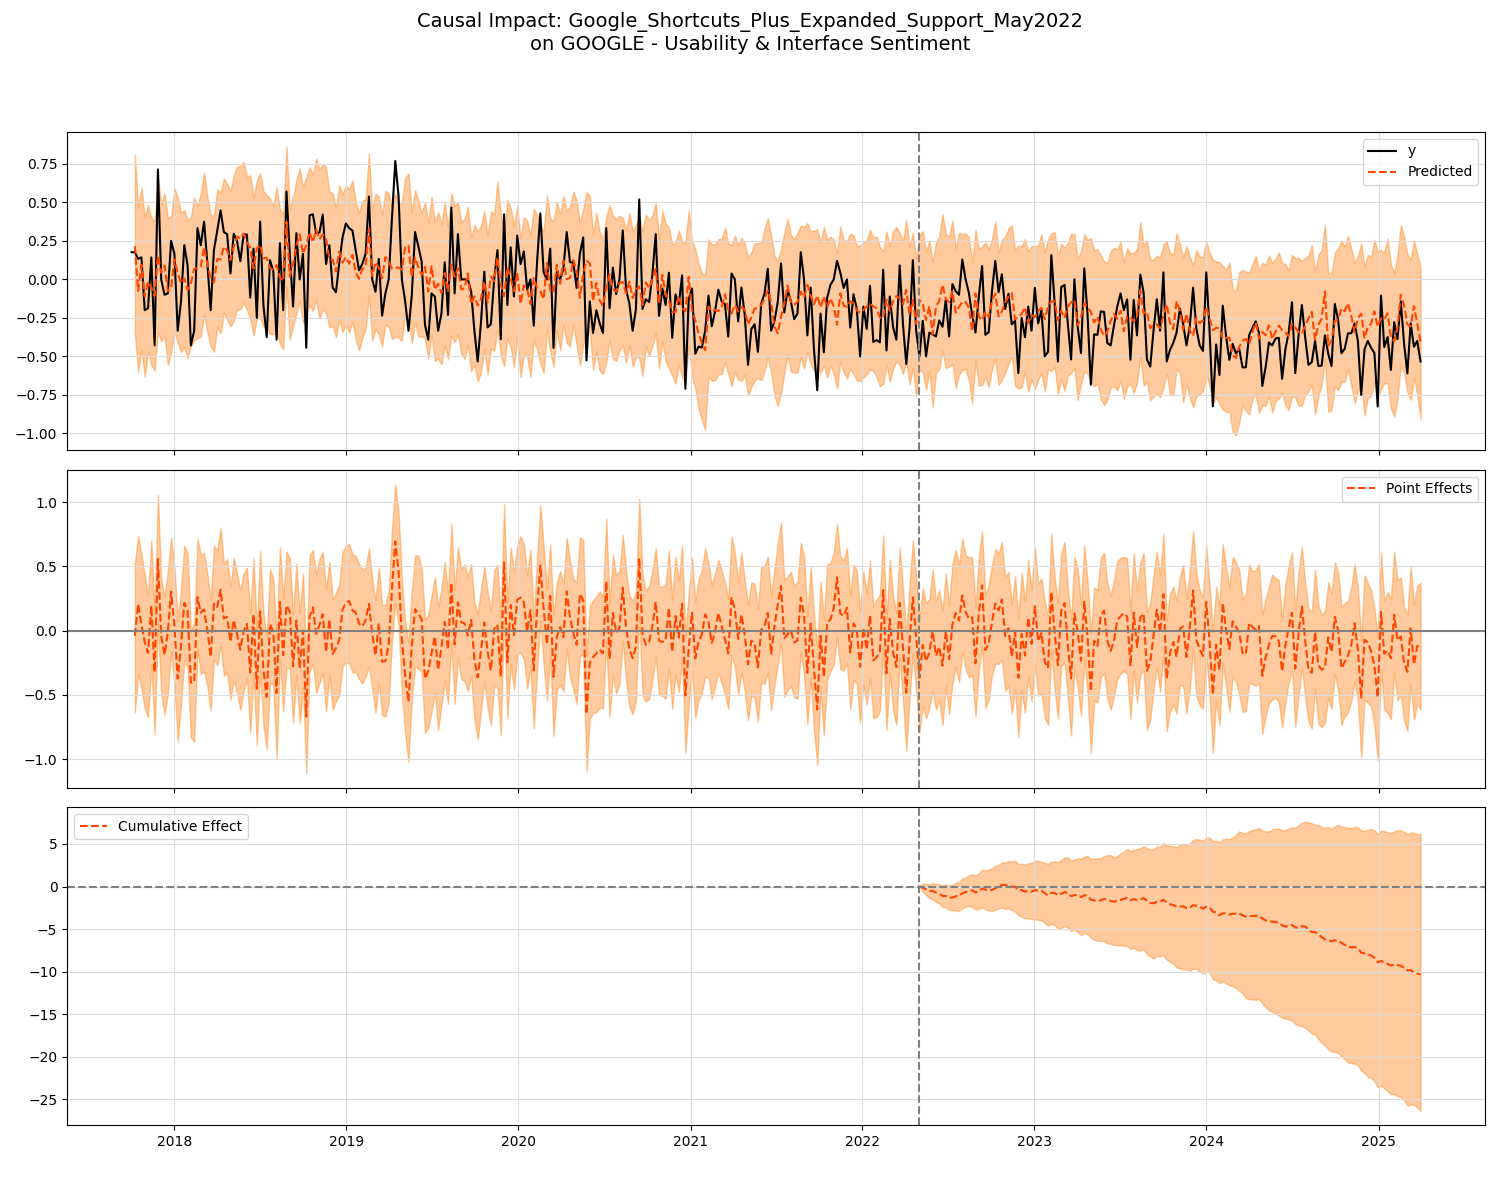 Causal Impact: Google_Shortcuts_Plus_Expanded_Support_May2022
on GOOGLE - Usability & Interface Sentiment
0.75
0.50
0.25
0.00
−0.25
−0.50
−0.75
−1.00
y
Predicted
1.0
0.5
0.0
−0.5
−1.0
Point Effects
5
0
−5
−10
−15
−20
−25
Cumulative Effect
2018 2019 2020 2021 2022 2023 2024 2025